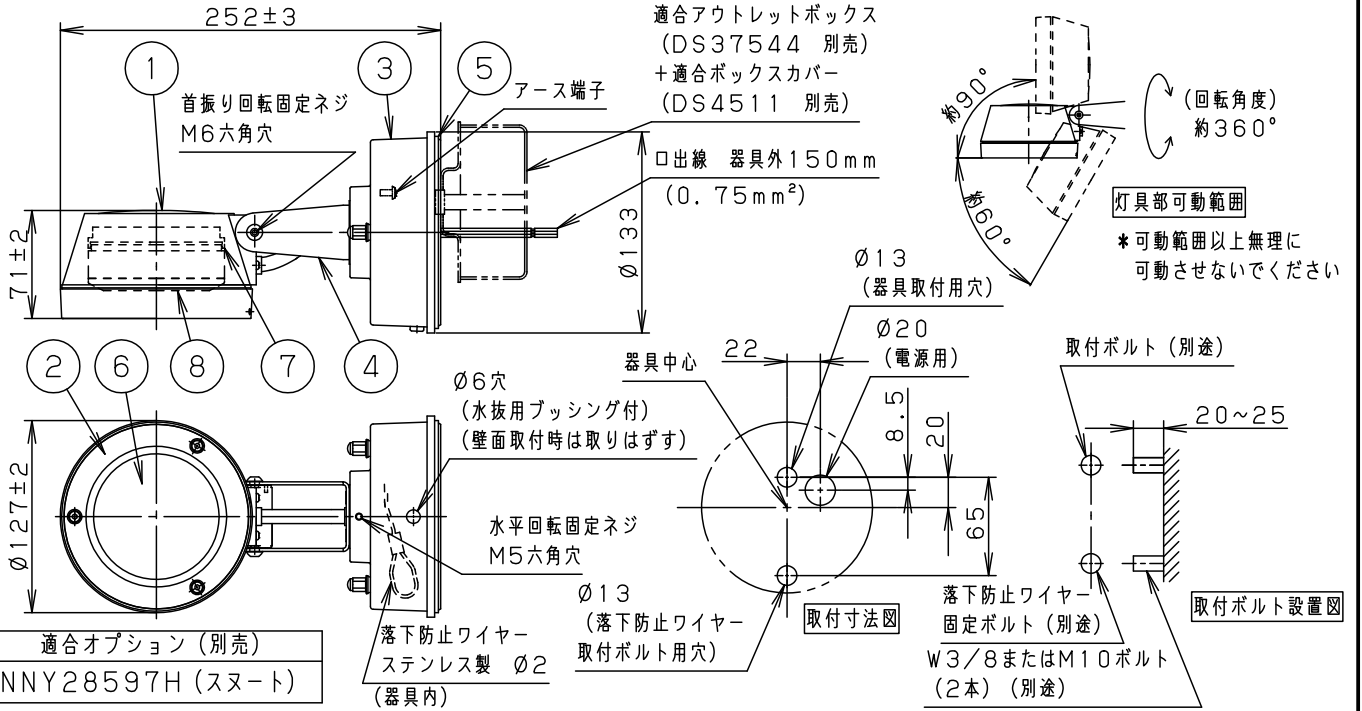 252±3
適合アウトレットボックス
(DS37544 別売)
+適合ボックスカバー
(DS4511 別売)
1
3
5
アース端子
首振り回転固定ネジ
M6六角穴
口出線 器具外150mm
(0.75mm²)
71±2
Ø133
約90°
(回転角度)
約360°
約60°
灯具部可動範囲
*可動範囲以上無理に
可動させないでください
2
6
8
7
4
Ø6穴
(水抜用ブッシング付)
(壁面取付時は取りはずす)
Ø127±2
水平回転固定ネジ
M5六角穴
落下防止ワイヤー
ステンレス製 Ø2
(器具内)
適合オプション(別売)
NNY28597H(スヌート)
Ø13
(器具取付用穴)
Ø20
(電源用)
22
器具中心
8.5
20
65
Ø13
(落下防止ワイヤー
取付ボルト用穴)
取付寸法図
取付ボルト(別途)
20~25
落下防止ワイヤー
固定ボルト(別途)
W3/8またはM10ボルト
(2本)(別途)
取付ボルト設置図